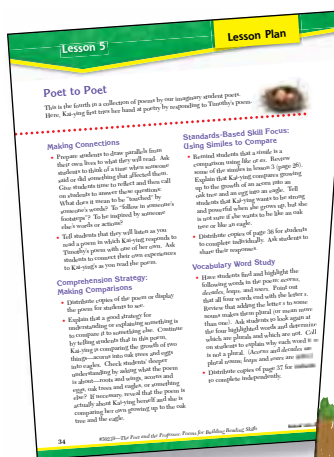 Lesson 5
Lesson Plan
Poet to Poet
This is the fourth in a collection of poems by our imaginary student poets.
Here, Kai-ying first tries her hand at poetry by responding to Timothy's poem.
Making Connections
• Prepare students to draw parallels from
their own lives to what they will read. Ask
students to think of a time when someone
said or did something that affected them.
Give students time to reflect and then call
on students to answer these questions:
What does it mean to be "touched" by
someone's words? To "follow in someone's
footsteps"? To be inspired by someone
else's words or actions?
• Tell students that they will listen as you
read a poem in which Kai-ying responds to
Timothy's poem with one of her own. Ask
students to connect their own experiences
to Kai-ying's as you read the poem.
Comprehension Strategy:
Making Comparisons
• Distribute copies of the poem or display
the poem for students to see.
• Explain that a good strategy for
understanding or explaining something is
to compare it to something else. Continue
by telling students that in this poem,
Kai-ying is comparing the growth of two
things—acorns into oak trees and eggs
into eagles. Check students' deeper
understanding by asking what the poem
is about—roots and wings, acorns and
eggs, oak trees and eagles, or something
else? If necessary, reveal that the poem is
actually about Kai-ying herself and she is
comparing her own growing up to the oak
tree and the eagle.
Standards-Based Skill Focus:
Using Similes to Compare
• Remind students that a simile is a
comparison using like or as. Review
some of the similes in lesson 3 (page 26).
Explain that Kai-ying compares growing
up to the growth of an acorn into an
oak tree and an egg into an eagle. Tell
students that Kai-ying wants to be strong
and powerful when she grows up, but she
is not sure if she wants to be like an oak
tree or like an eagle.
• Distribute copies of page 36 for students
to complete individually. Ask students to
share their responses.
Vocabulary Word Study
• Have students find and highlight the
following words in the poem: acorns,
decades, leaps, and users. Point out
that all four words end with the letter s.
Review that adding the letter s to some
nouns makes them plural (or mean more
than one). Ask students to look again at
the four highlighted words and determine
which are plurals and which are not. Call
on students to explain why each word is or
is not a plural. (Acorns and decades are
plural nouns; leaps and users are
• Distribute copies of page 37 for
to complete independently.
34
#50239—The Poet and the Professor: Poems for Building Reading Skills